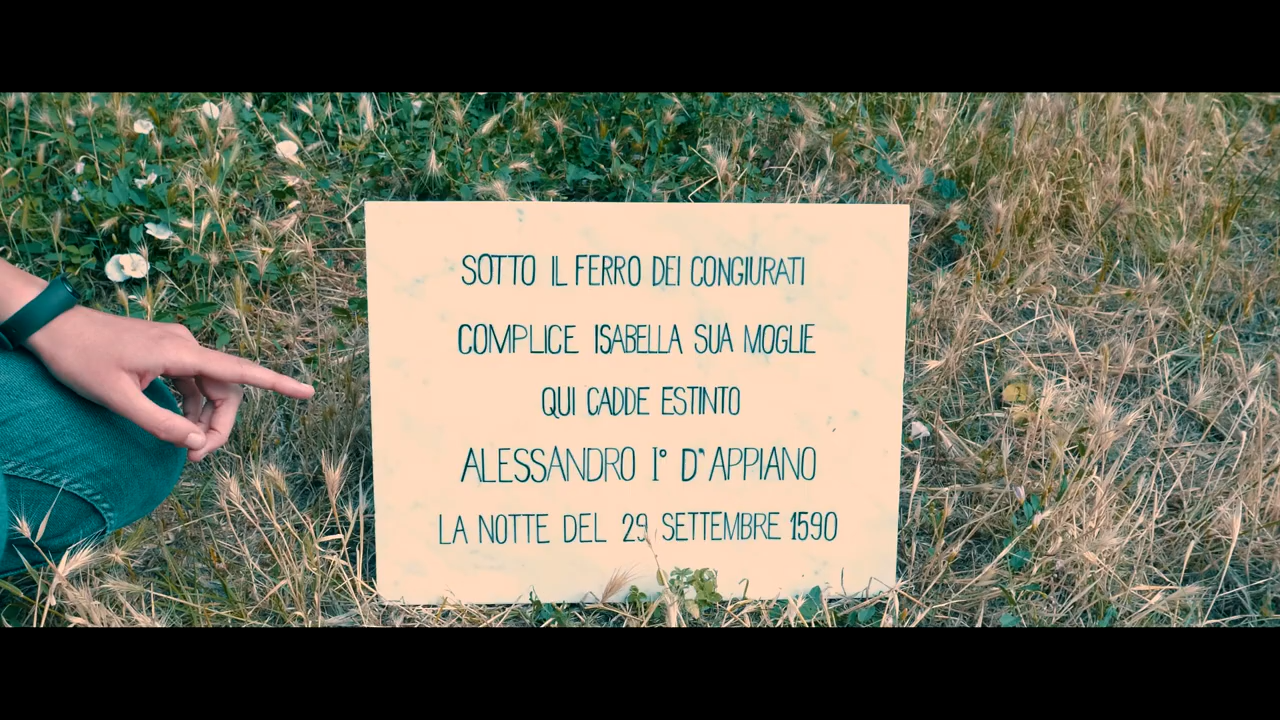 SOTTO IL FERRO DEI CONGIURATI
COMPLICE ISABELLA SUA MOGLIE
QUI CADDE ESTINTO
ALESSANDRO I° D'APPIANO
LA NOTTE DEL 29 SETTEMBRE 1590